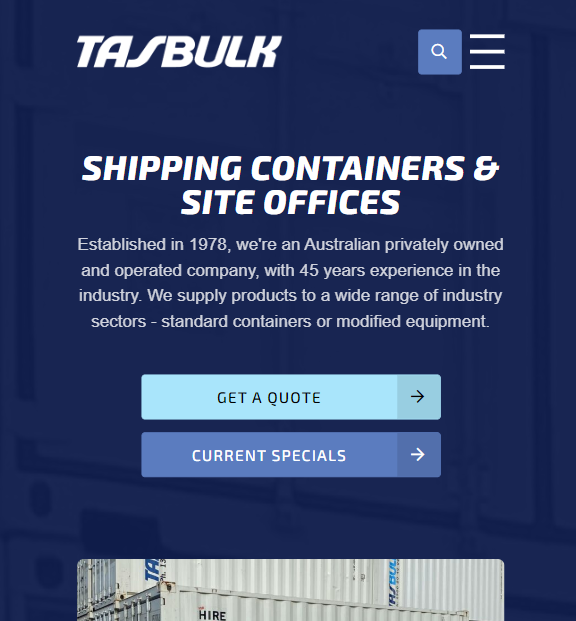 TASBULK
SHIPPING CONTAINERS &
SITE OFFICES
Established in 1978, we're an Australian privately owned
and operated company, with 45 years experience in the
industry. We supply products to a wide range of industry
sectors - standard containers or modified equipment.
GET A QUOTE
CURRENT SPECIALS
HIRE